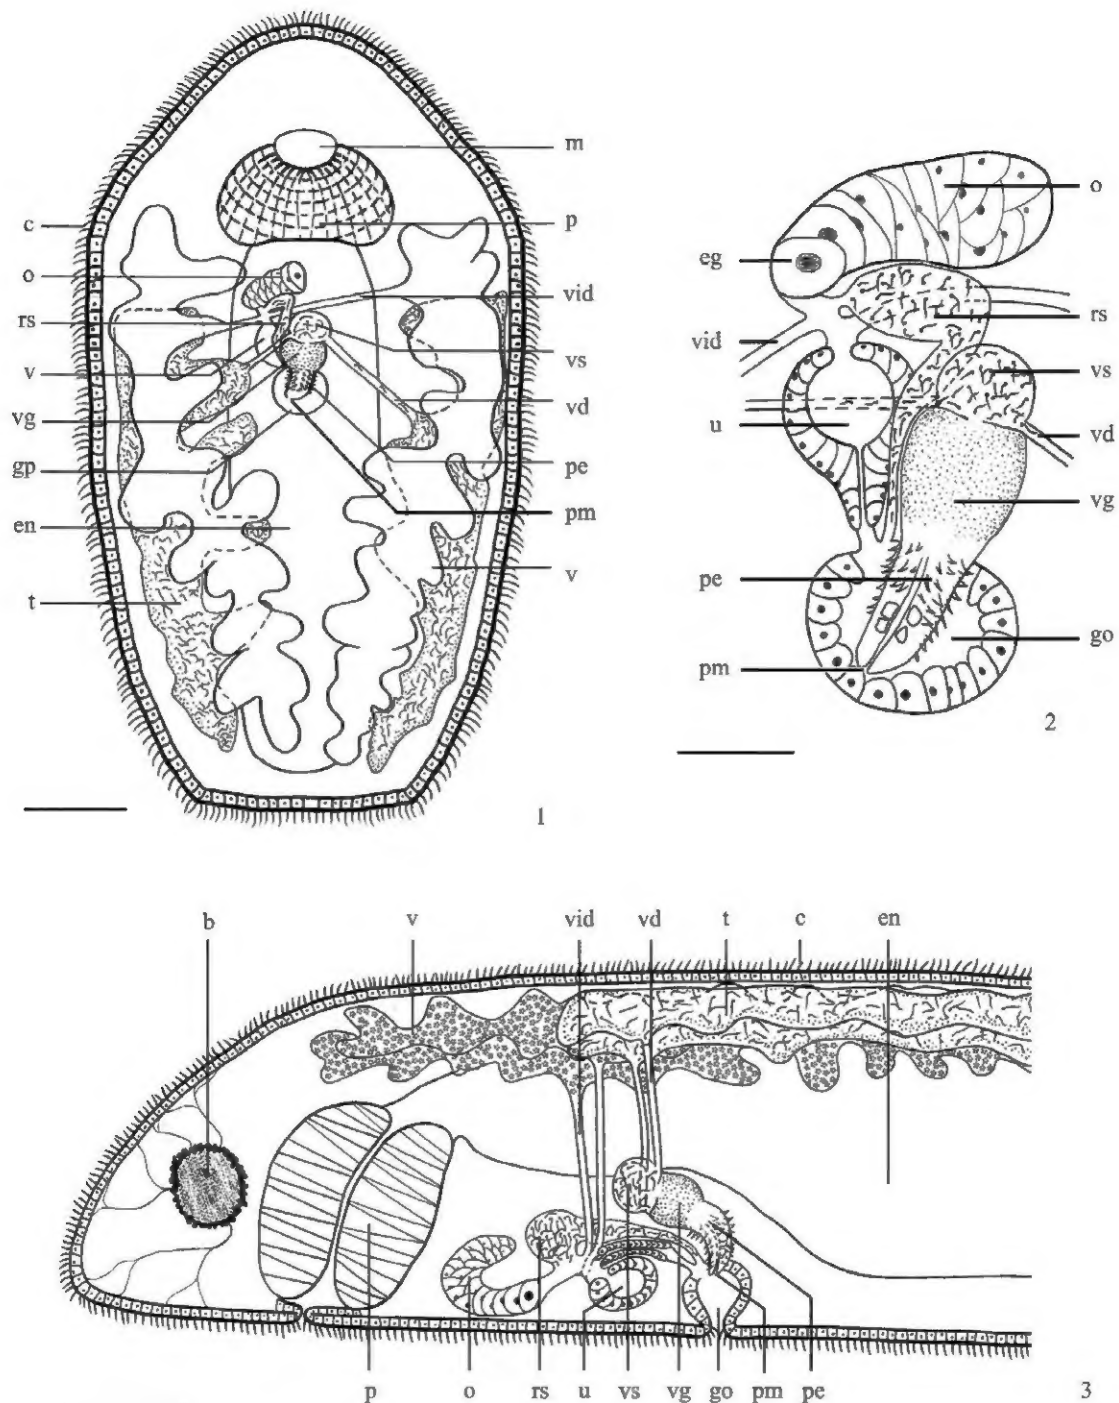 m
p
c
o
vid
rs
vs
v
vd
vg
pe
gp
pm
en
v
t
1
o
eg
rs
vid
vs
u
vd
vg
pe
go
pm
2
b v vid vd t c en
p o rs u vs vg go pm pe
3